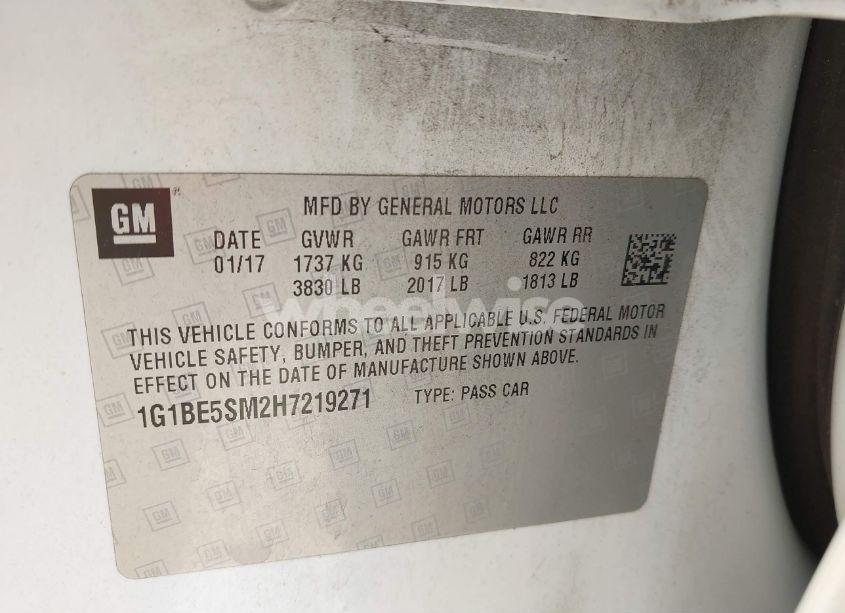 GM
MFD BY GENERAL MOTORS LLC
DATE GVWR GAWR FRT GAWR RR
01/17 1737 KG 915 KG 822 KG
3830 LB 2017 LB 1813 LB
wheelwise
THIS VEHICLE CONFORMS TO ALL APPLICABLE U.S. FEDERAL MOTOR
VEHICLE SAFETY, BUMPER, AND THEFT PREVENTION STANDARDS IN
EFFECT ON THE DATE OF MANUFACTURE SHOWN ABOVE.
1G1BE5SM2H7219271 TYPE: PASS CAR